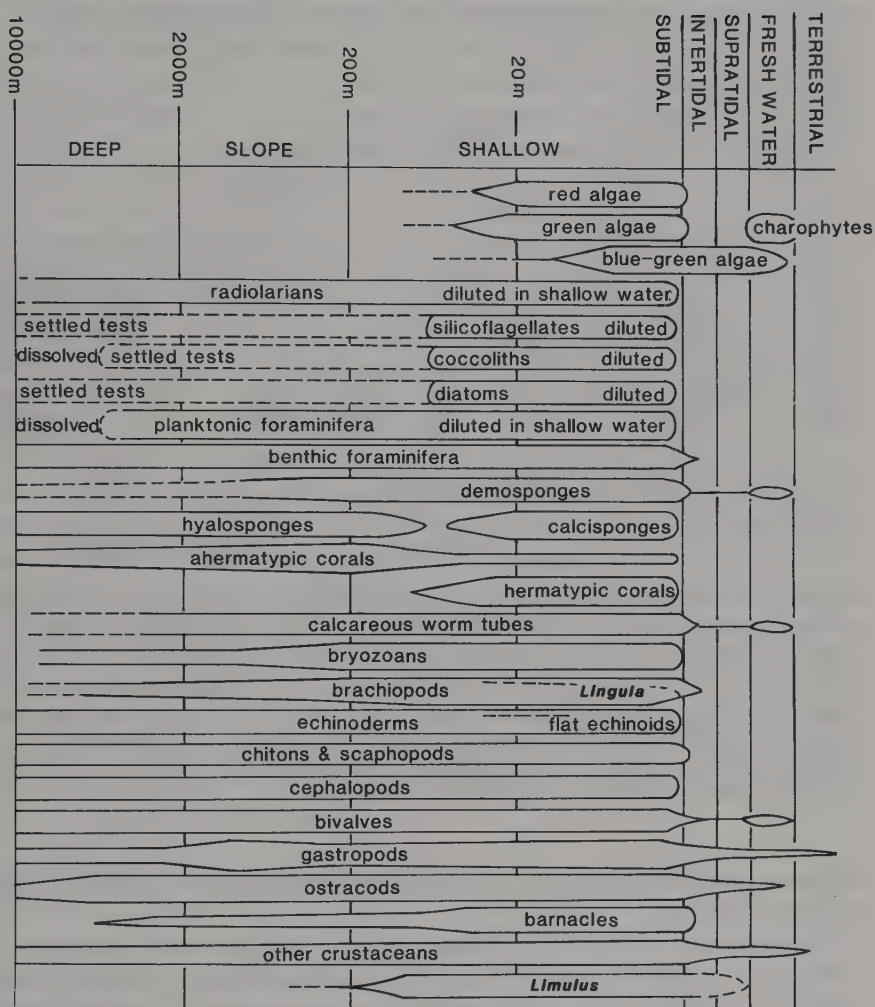 10000m
2000m
200m
20m
SUBTIDAL
INTERTIDAL
SUPRATIDAL
FRESH WATER
TERRESTRIAL
DEEP SLOPE SHALLOW
red algae
green algae charophytes
blue-green algae
radiolarians diluted in shallow water
settled tests silicoflagellates diluted
dissolved settled tests coccoliths diluted
settled tests diatoms diluted
dissolved planktonic foraminifera diluted in shallow water
benthic foraminifera
demosponges
hyalosponges calcisponges
ahermatypic corals
hermatypic corals
calcareous worm tubes
bryozoans
brachiopods Lingula
echinoderms flat echinoids
chitons & scaphopods
cephalopods
bivalves
gastropods
ostracods
barnacles
other crustaceans
Limulus